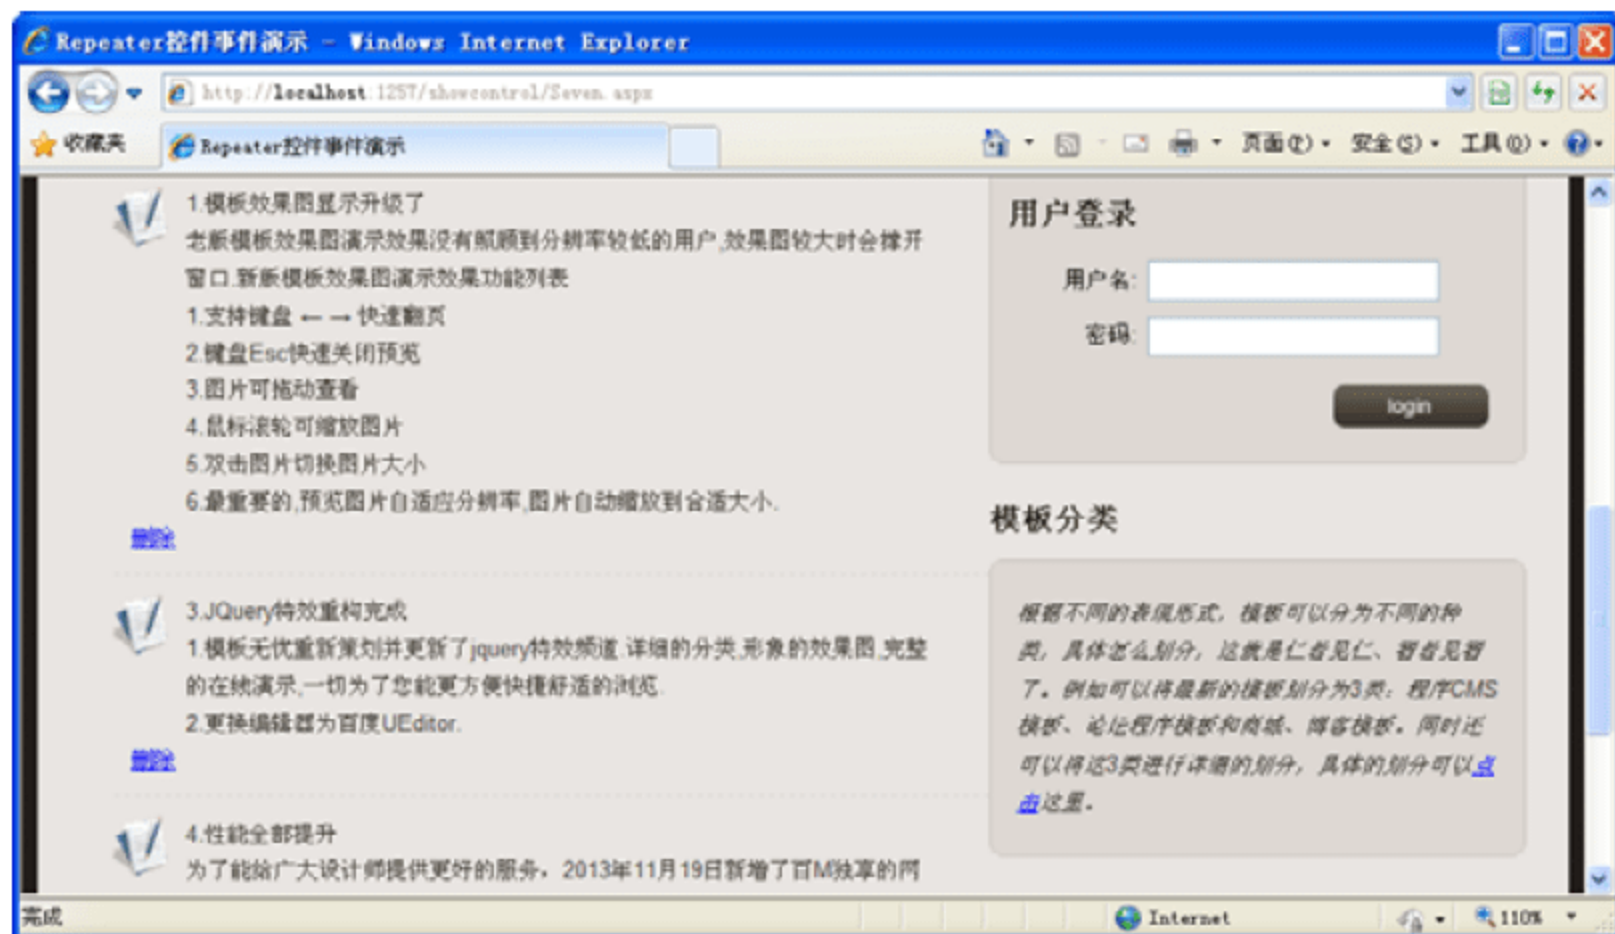 Repeater控件事件演示 - Windows Internet Explorer
http://localhost:1257/showcontrol/Seven.aspx
收藏夹
Repeater控件事件演示
页面(P)
安全(S)
工具(O)
1.模板效果图显示升级了
老版模板效果图演示效果没有照顾到分辨率较低的用户,效果图较大时会撑开
窗口.新版模板效果图演示效果功能列表
1.支持键盘 ← → 快速翻页
2.键盘Esc快速关闭预览
3.图片可拖动查看
4.鼠标滚轮可缩放图片
5.双击图片切换图片大小
6.最重要的,预览图片自适应分辨率,图片自动缩放到合适大小.
删除
3.JQuery特效重构完成
1.模板无忧重新策划并更新了jquery特效频道.详细的分类,形象的效果图,完整
的在线演示,一切为了您能更方便快捷舒适的浏览.
2.更换编辑器为百度UEditor.
删除
4.性能全部提升
为了能给广大设计师提供更好的服务，2013年11月19日新增了百M独享的网
用户登录
用户名:
密码:
login
模板分类
根据不同的表现形式，模板可以分为不同的种
类，具体怎么划分，这就是仁者见仁、智者见智
了。例如可以将最新的模板划分为3类：程序CMS
模板、论坛程序模板和商城、博客模板。同时还
可以将这3类进行详细的划分，具体的划分可以点
击这里。
完成
Internet
110%